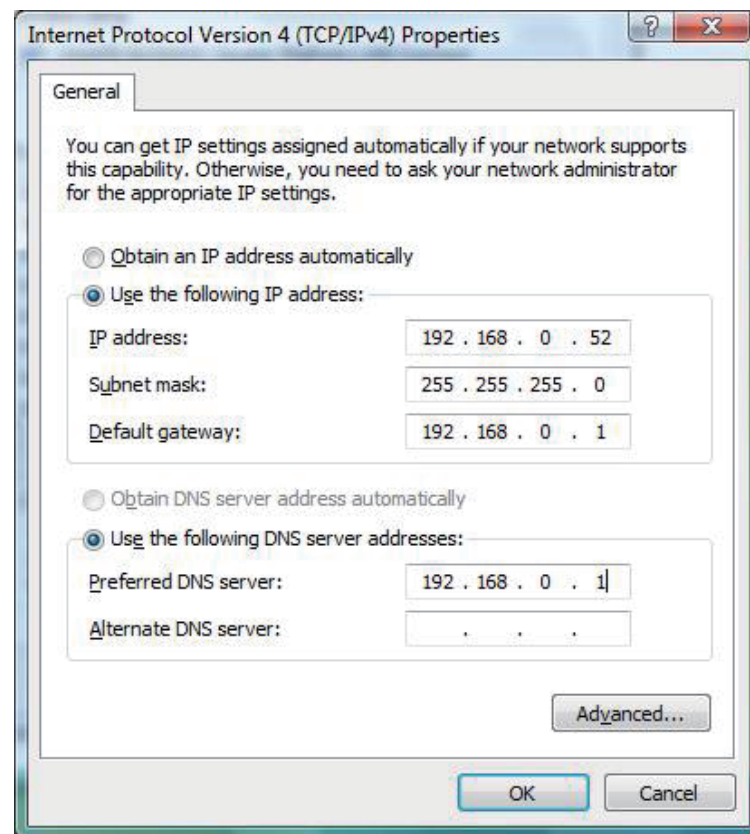 Internet Protocol Version 4 (TCP/IPv4) Properties
? X
General
You can get IP settings assigned automatically if your network supports
this capability. Otherwise, you need to ask your network administrator
for the appropriate IP settings.
Obtain an IP address automatically
Use the following IP address:
IP address: 192 . 168 . 0 . 52
Subnet mask: 255 . 255 . 255 . 0
Default gateway: 192 . 168 . 0 . 1
Obtain DNS server address automatically
Use the following DNS server addresses:
Preferred DNS server: 192 . 168 . 0 . 1
Alternate DNS server: . . .
Advanced...
OK Cancel